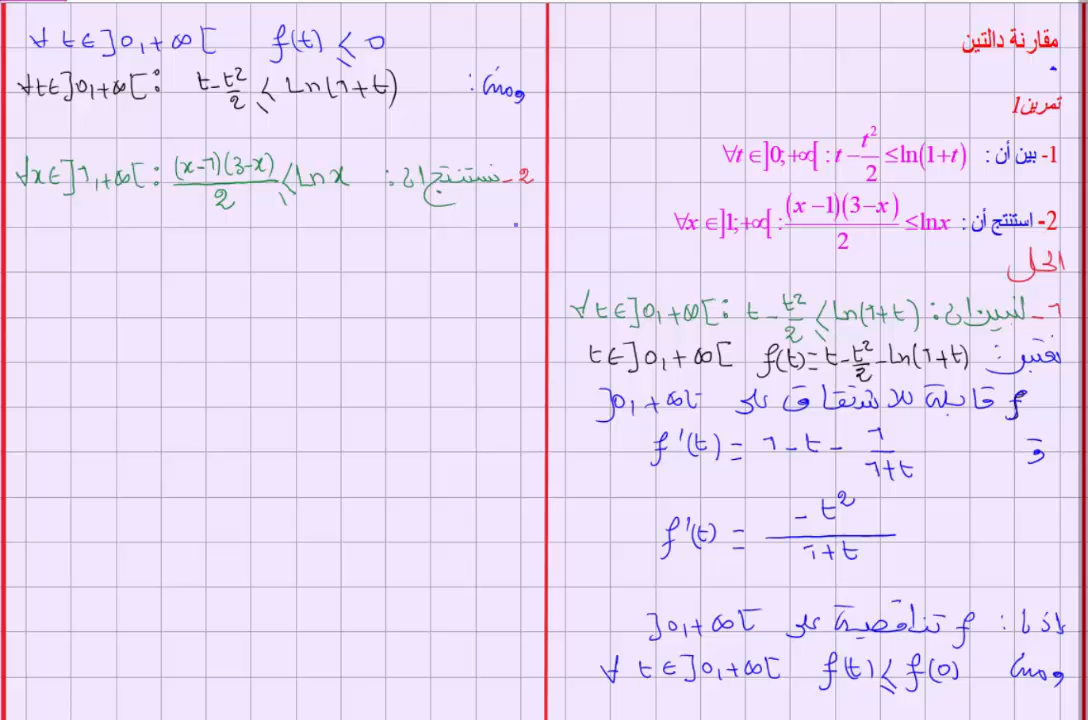 مقارنة دالتين
تمرين1
1- بين أن : ∀t ∈]0;+∞[ : t − t²/2 ≤ ln(1+t)
2- استنتج أن : ∀x ∈]1;+∞[ : (x−1)(3−x)/2 ≤ lnx
الحل
1- لنبين أن : ∀t∈]0,+∞[ : t − t²/2 ≤ ln(1+t)
نعتبر : f(t)=t−t²/2−ln(1+t) t∈]0,+∞[
f قابلة للاشتقاق على ]0,+∞[
و f'(t) = 1−t− 1/(1+t)
f'(t) = −t²/(1+t)
إذا : f تناقصية على ]0,+∞[
ومنه ∀ t∈]0,+∞[ f(t) ≤ f(0)
∀ t∈]0,+∞[ f(t) ≤ 0
ومنه : ∀t∈]0,+∞[ : t−t²/2 ≤ Ln(1+t)
2- نستنتج أن : ∀x∈]1,+∞[ : (x−1)(3−x)/2 ≤ Ln x